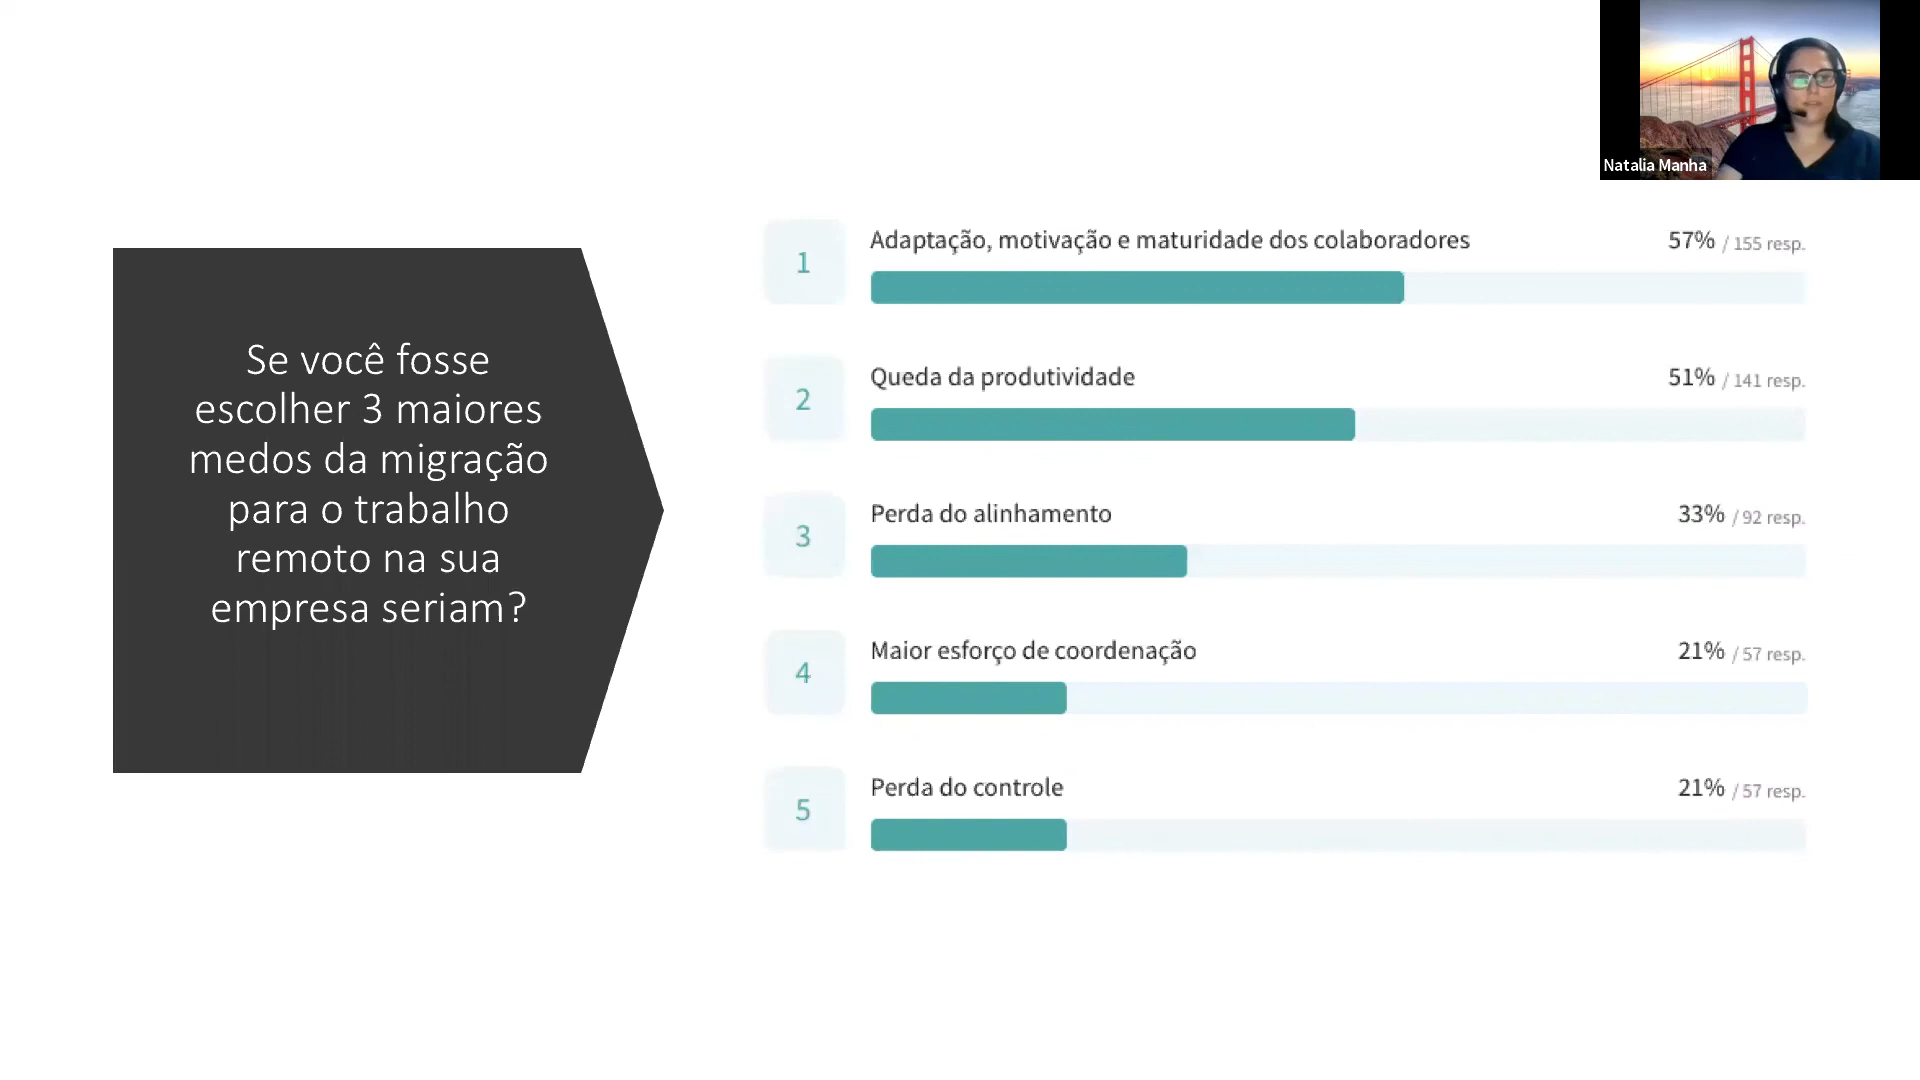 Natalia Manha
Se você fosse
escolher 3 maiores
medos da migração
para o trabalho
remoto na sua
empresa seriam?
1
Adaptação, motivação e maturidade dos colaboradores
57% / 155 resp.
2
Queda da produtividade
51% / 141 resp.
3
Perda do alinhamento
33% / 92 resp.
4
Maior esforço de coordenação
21% / 57 resp.
5
Perda do controle
21% / 57 resp.